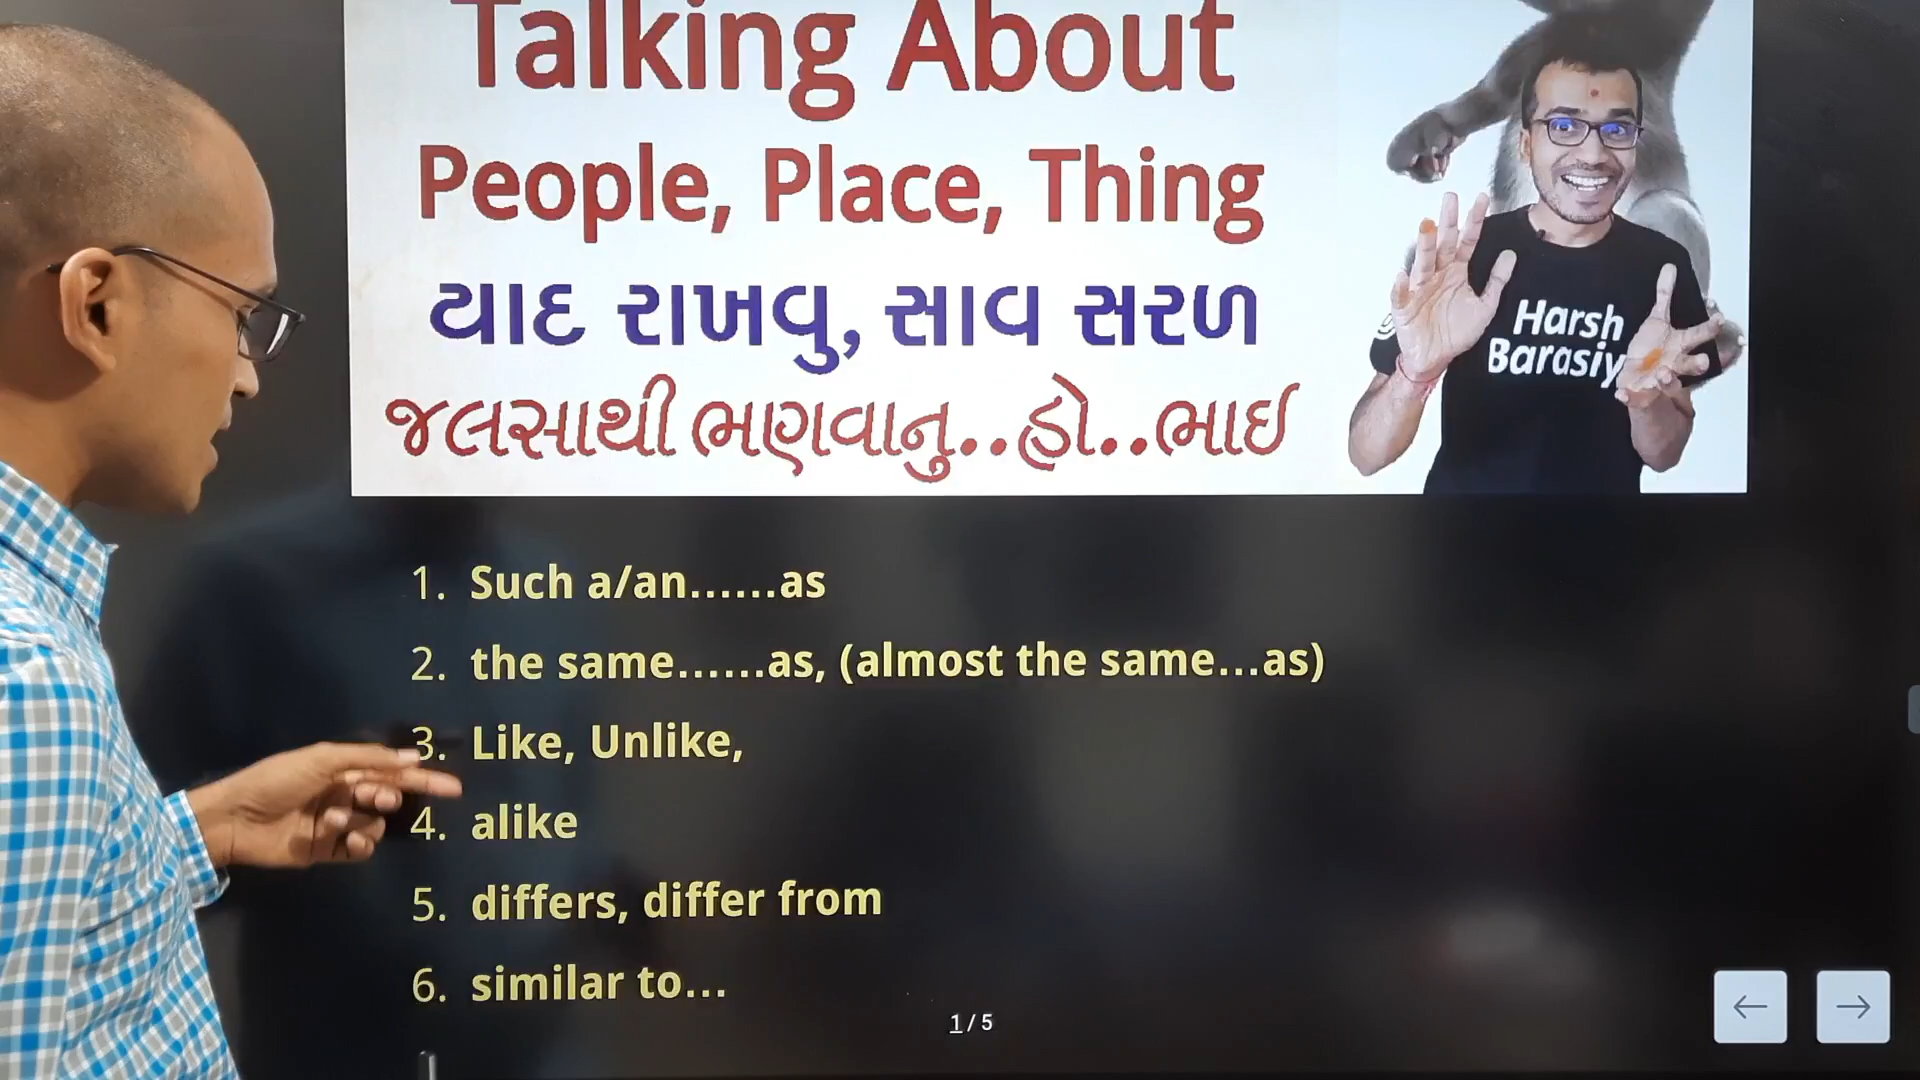 Talking About
People, Place, Thing
યાદ રાખવુ, સાવ સરળ
જલસાથી ભણવાનુ..હો..ભાઈ
Harsh
Barasiy
1. Such a/an......as
2. the same......as, (almost the same...as)
3. Like, Unlike,
4. alike
5. differs, differ from
6. similar to...
1 / 5